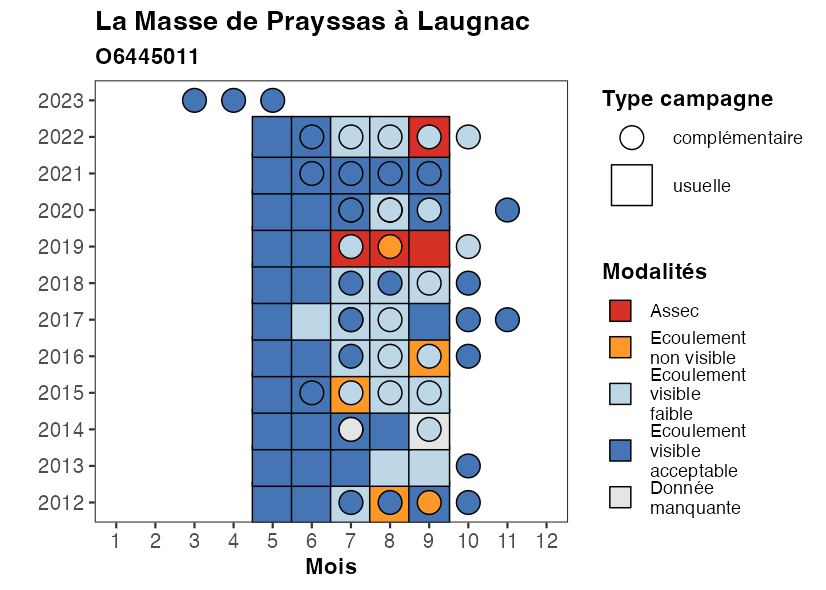 La Masse de Prayssas à Laugnac
O6445011
2023
2022
2021
2020
2019
2018
2017
2016
2015
2014
2013
2012
1 2 3 4 5 6 7 8 9 10 11 12
Mois
Type campagne
complémentaire
usuelle
Modalités
Assec
Ecoulement
non visible
Ecoulement
visible
faible
Ecoulement
visible
acceptable
Donnée
manquante